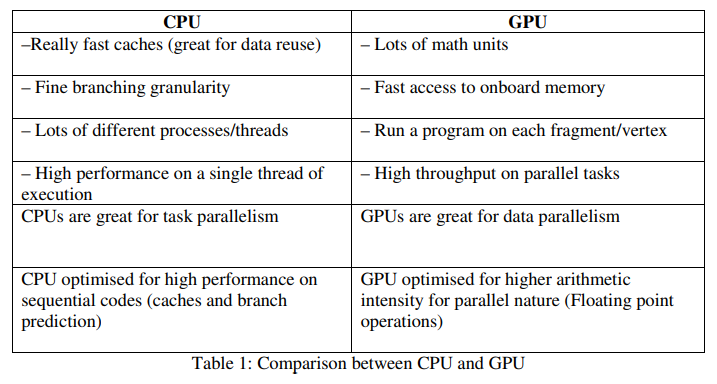 CPU
GPU
–Really fast caches (great for data reuse)
– Lots of math units
– Fine branching granularity
– Fast access to onboard memory
– Lots of different processes/threads
– Run a program on each fragment/vertex
– High performance on a single thread of
execution
– High throughput on parallel tasks
CPUs are great for task parallelism
GPUs are great for data parallelism
CPU optimised for high performance on
sequential codes (caches and branch
prediction)
GPU optimised for higher arithmetic
intensity for parallel nature (Floating point
operations)
Table 1: Comparison between CPU and GPU